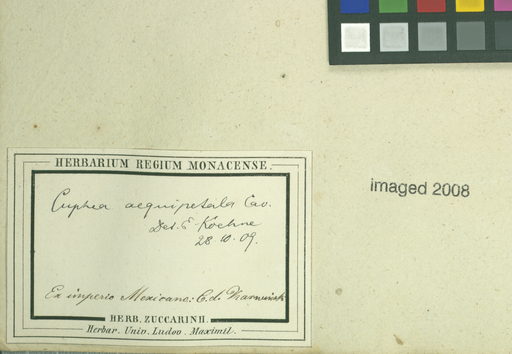 HERBARIUM REGIUM MONACENSE.
Cuphea aequipetala Cav.
Det. E. Koehne
28. 10. 09.
Ex imperio Mexicano: C. d. Karwinsk
HERB. ZUCCARINII.
Herbar. Univ. Ludov. Maximil.
imaged 2008